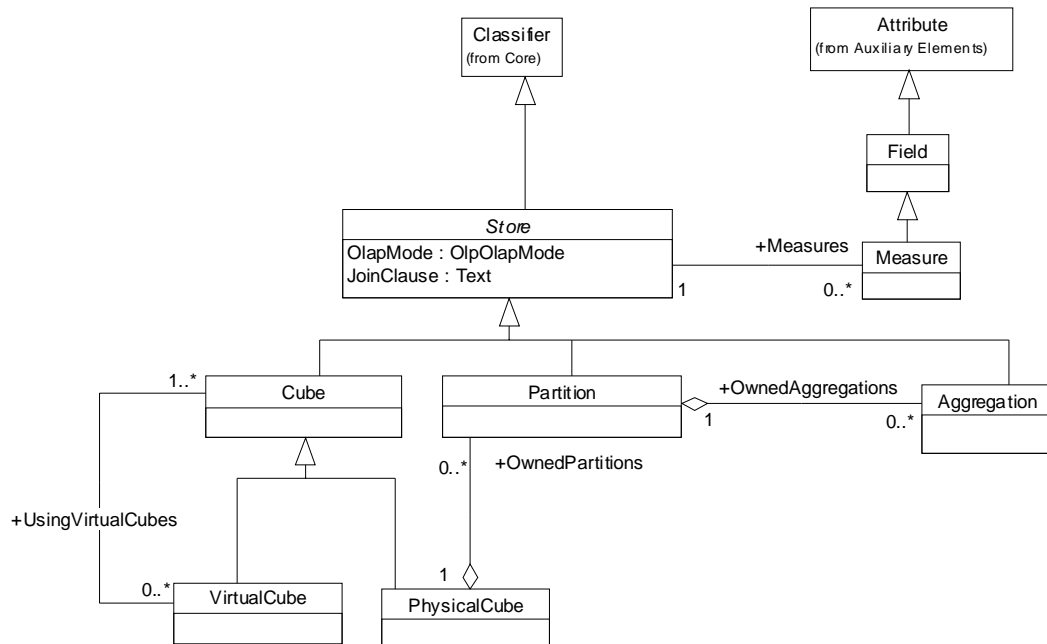 Classifier
(from Core)
Attribute
(from Auxiliary Elements)
Field
Store
OlapMode : OlpOlapMode
JoinClause : Text
+Measures
1
0..*
Measure
1..*
Cube
Partition
+OwnedAggregations
1
0..*
Aggregation
0..*
+OwnedPartitions
+UsingVirtualCubes
0..*
VirtualCube
1
PhysicalCube